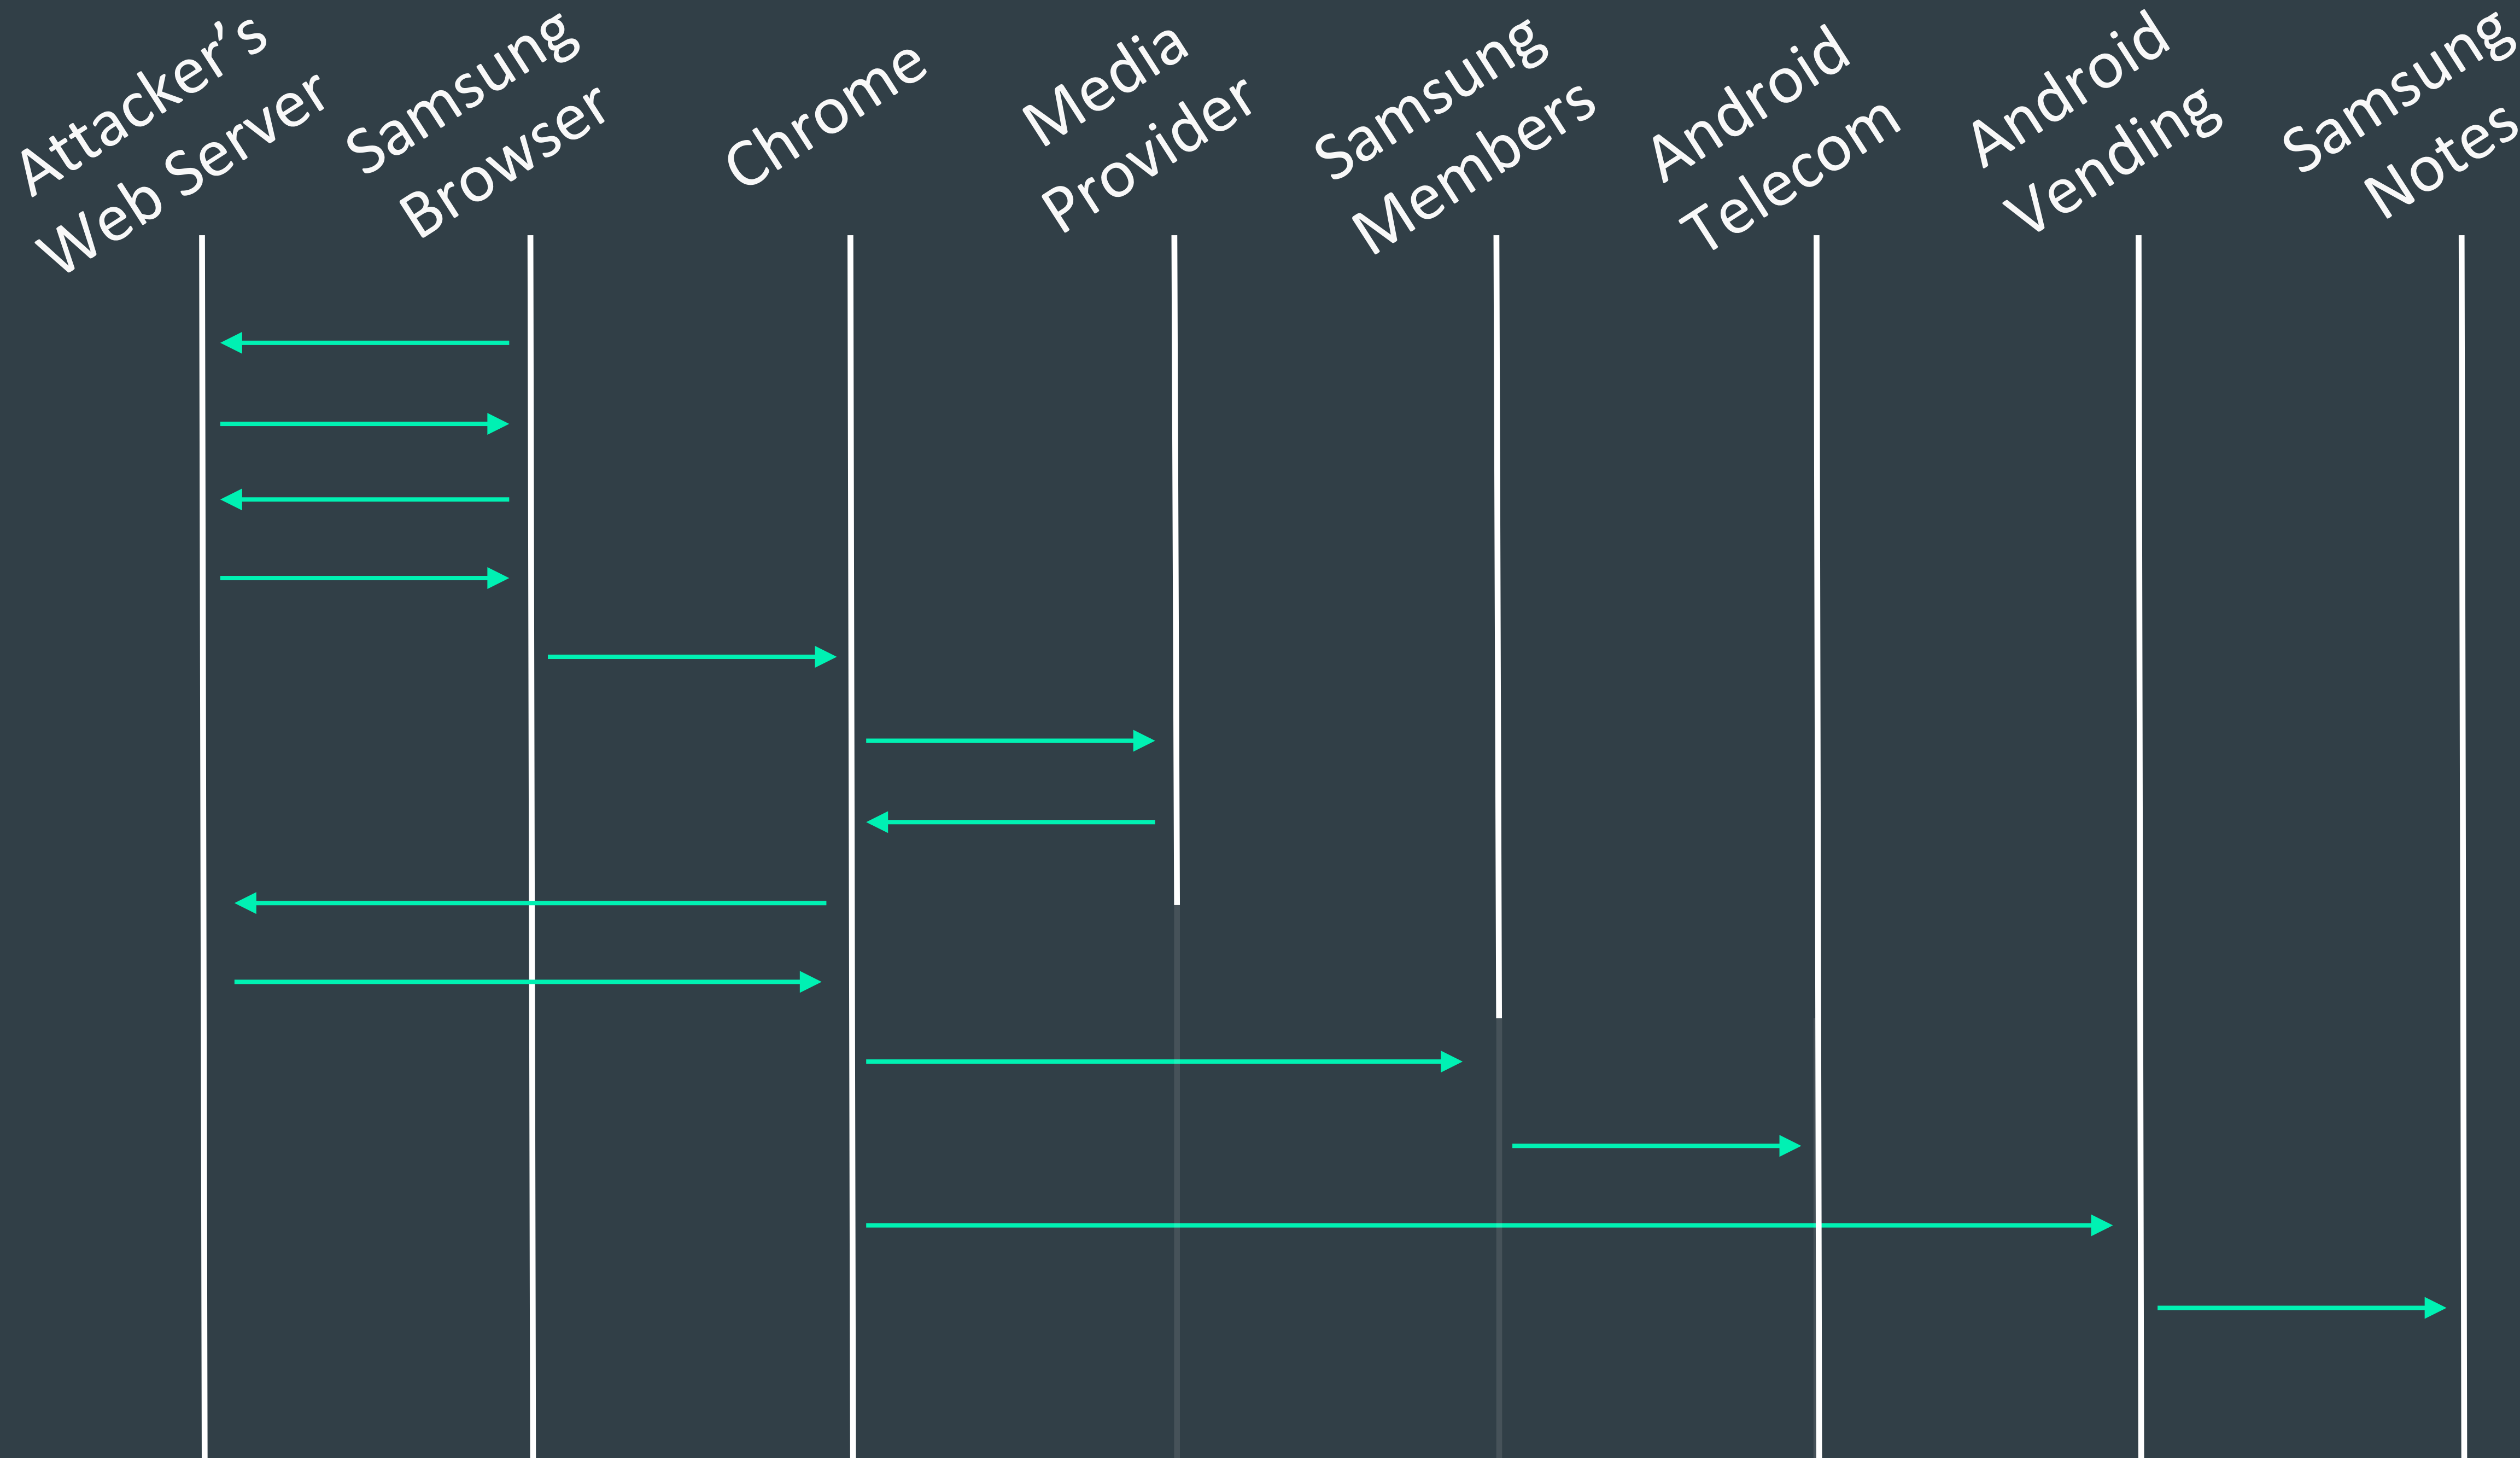 Attacker’s
Web Server
Samsung
Browser
Chrome
Media
Provider
Samsung
Members
Android
Telecom
Android
Vending
Samsung
Notes